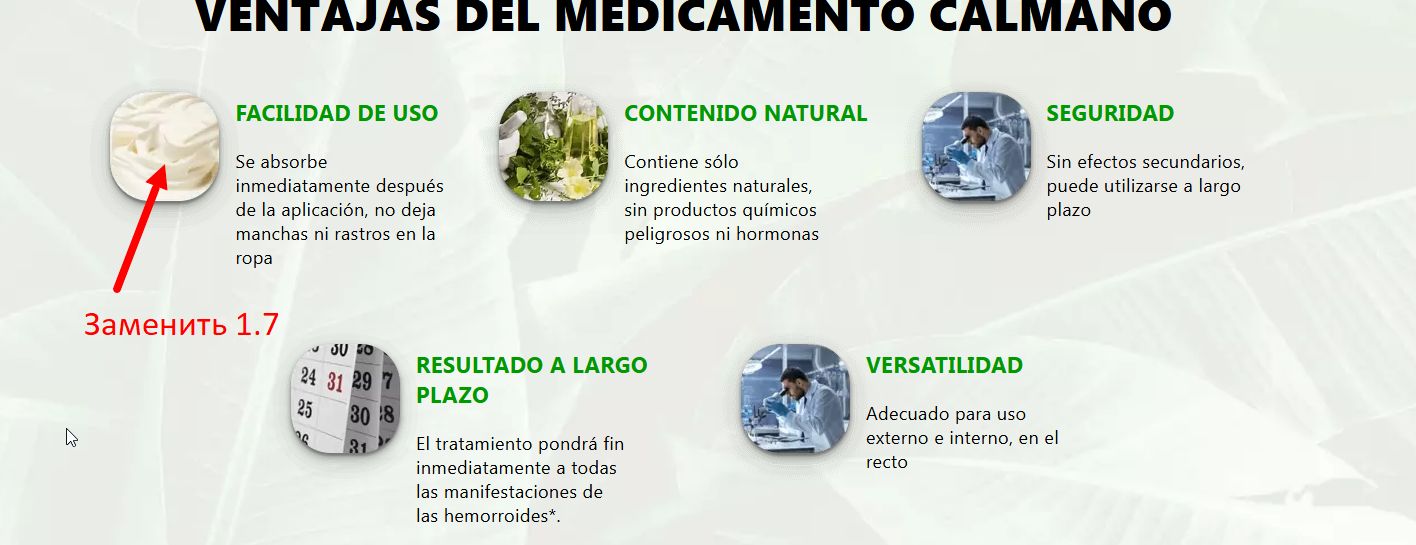 VENTAJAS DEL MEDICAMENTO CALMANO
FACILIDAD DE USO
Se absorbe
inmediatamente después
de la aplicación, no deja
manchas ni rastros en la
ropa
CONTENIDO NATURAL
Contiene sólo
ingredientes naturales,
sin productos químicos
peligrosos ni hormonas
SEGURIDAD
Sin efectos secundarios,
puede utilizarse a largo
plazo
Заменить 1.7
30
24 31 29 7
25 30 8
31
RESULTADO A LARGO
PLAZO
El tratamiento pondrá fin
inmediatamente a todas
las manifestaciones de
las hemorroides*.
VERSATILIDAD
Adecuado para uso
externo e interno, en el
recto